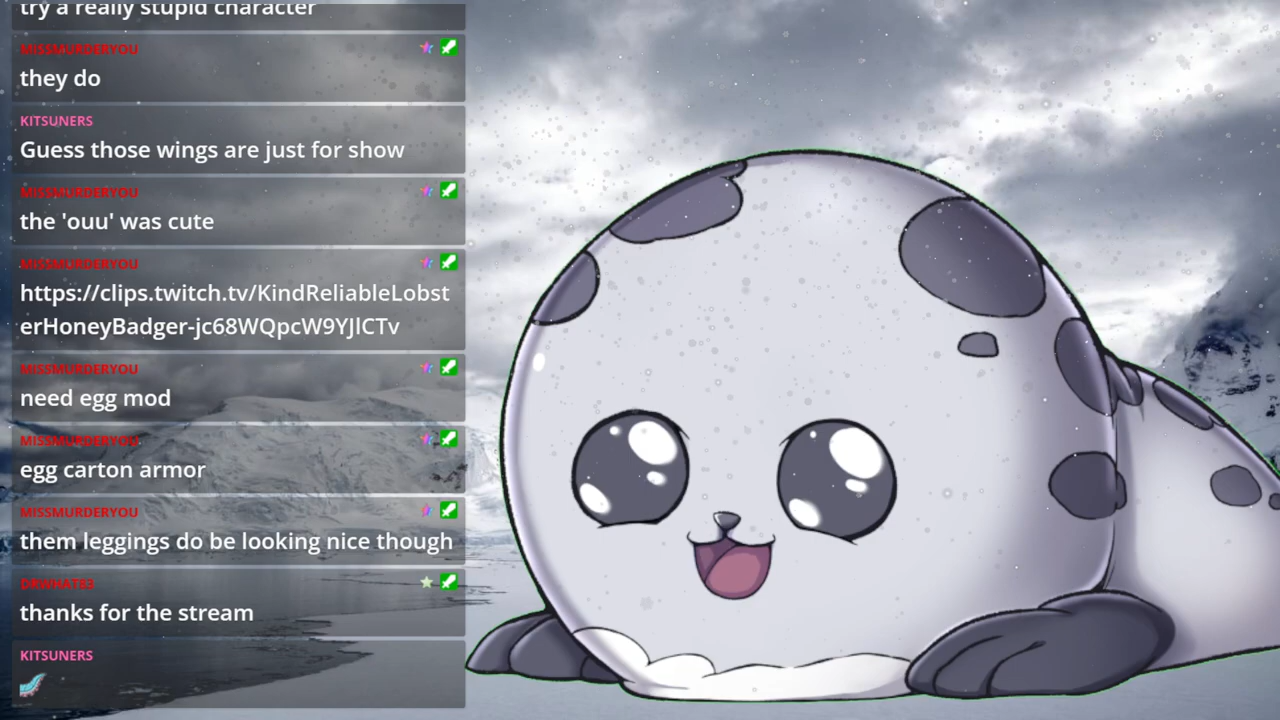 try a really stupid character
MISSMURDERYOU
they do
KITSUNERS
Guess those wings are just for show
MISSMURDERYOU
the 'ouu' was cute
MISSMURDERYOU
https://clips.twitch.tv/KindReliableLobst
erHoneyBadger-jc68WQpcW9YJlCTv
MISSMURDERYOU
need egg mod
MISSMURDERYOU
egg carton armor
MISSMURDERYOU
them leggings do be looking nice though
DRWHAT83
thanks for the stream
KITSUNERS